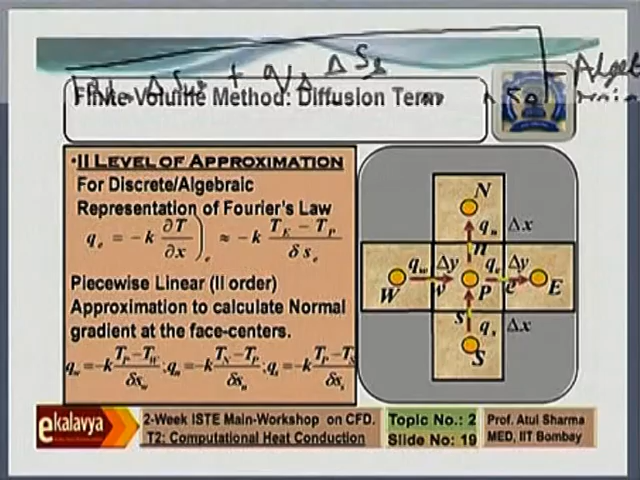 + q ΔS
Finite Volume Method: Diffusion Term
•II LEVEL OF APPROXIMATION
For Discrete/Algebraic
Representation of Fourier's Law
q_e = -k ∂T/∂x )_e ≈ -k (T_E - T_P)/δs_e
Piecewise Linear (II order)
Approximation to calculate Normal
gradient at the face-centers.
q_w = -k (T_P - T_W)/δs_w ; q_n = -k (T_N - T_P)/δs_n ; q_s = -k (T_P - T_S)/δs_s
N
q_n Δx
n
q_w Δy q_e Δy
W w P e E
s q_s Δx
S
ekalavya
2-Week ISTE Main-Workshop on CFD.
T2: Computational Heat Conduction
Topic No.: 2
Slide No: 19
Prof. Atul Sharma
MED, IIT Bombay